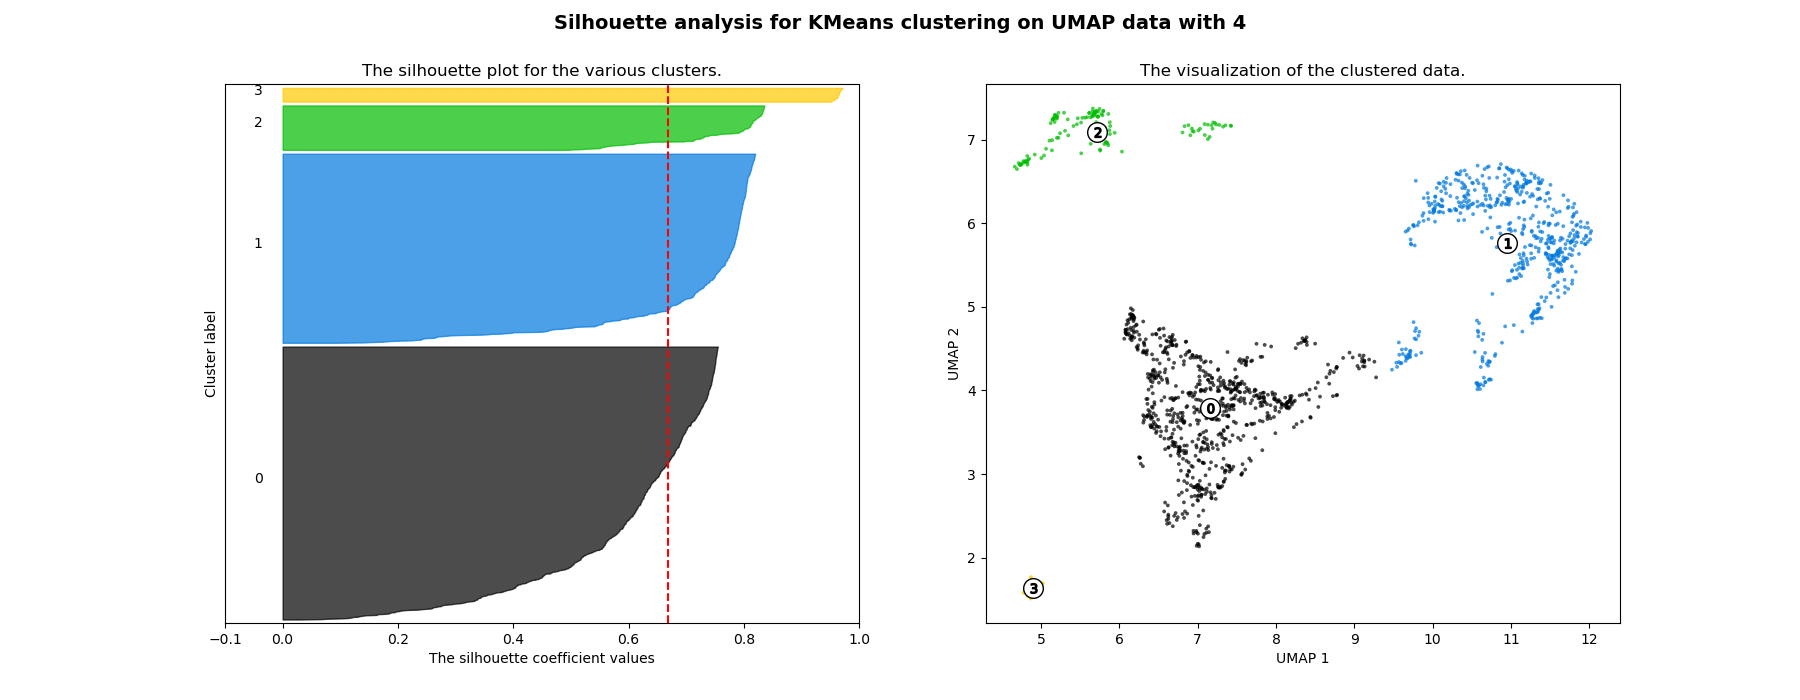 Silhouette analysis for KMeans clustering on UMAP data with 4
The silhouette plot for the various clusters.
3
2
1
0
Cluster label
−0.1 0.0 0.2 0.4 0.6 0.8 1.0
The silhouette coefficient values
The visualization of the clustered data.
7
6
5
4
3
2
UMAP 2
2
1
0
3
5 6 7 8 9 10 11 12
UMAP 1